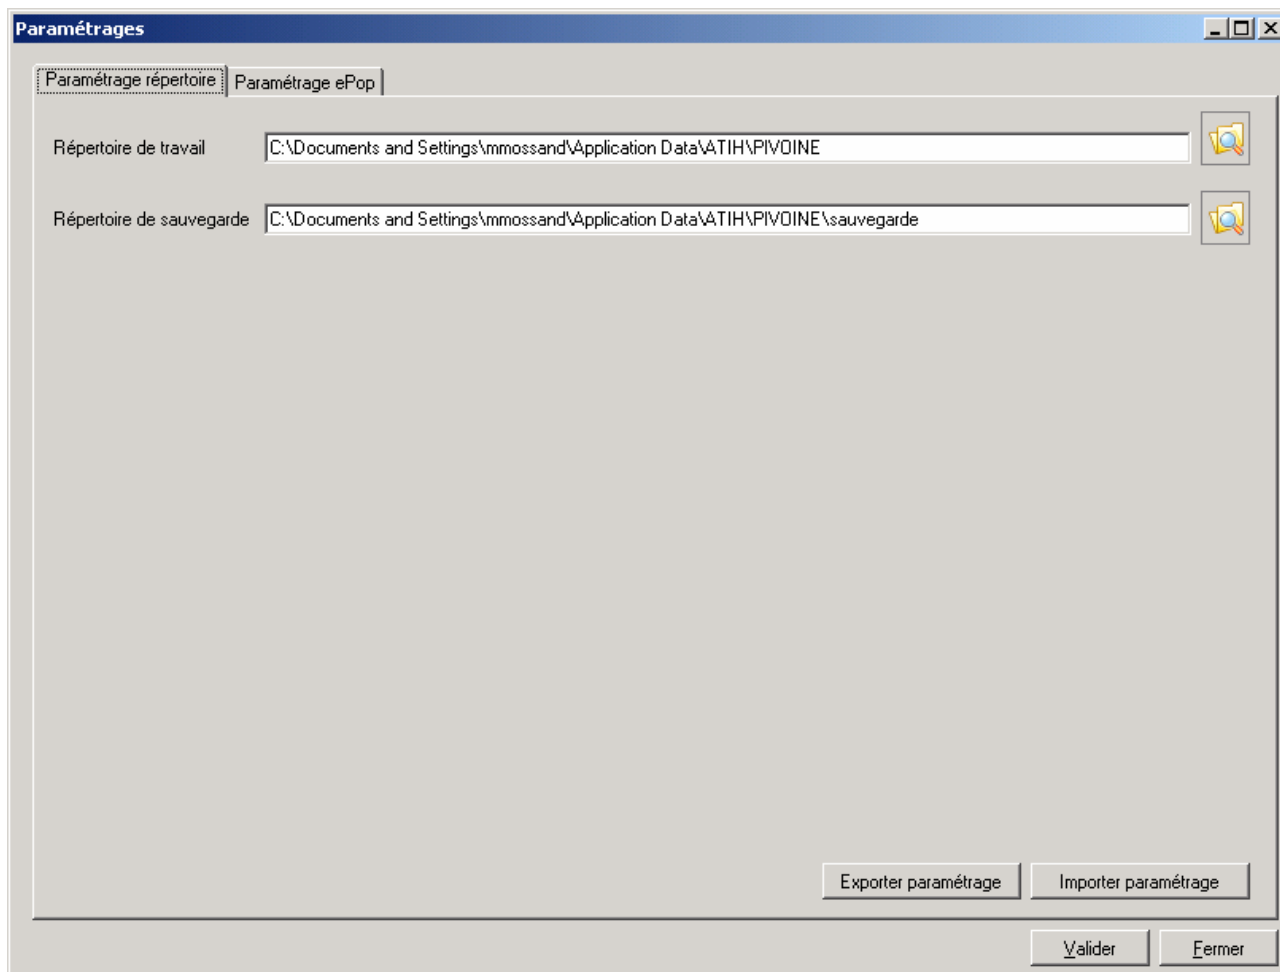 Paramétrages
Paramétrage répertoire
Paramétrage ePop
Répertoire de travail
C:\Documents and Settings\mmossand\Application Data\ATIH\PIVOINE
Répertoire de sauvegarde
C:\Documents and Settings\mmossand\Application Data\ATIH\PIVOINE\sauvegarde
Exporter paramétrage
Importer paramétrage
Valider
Fermer